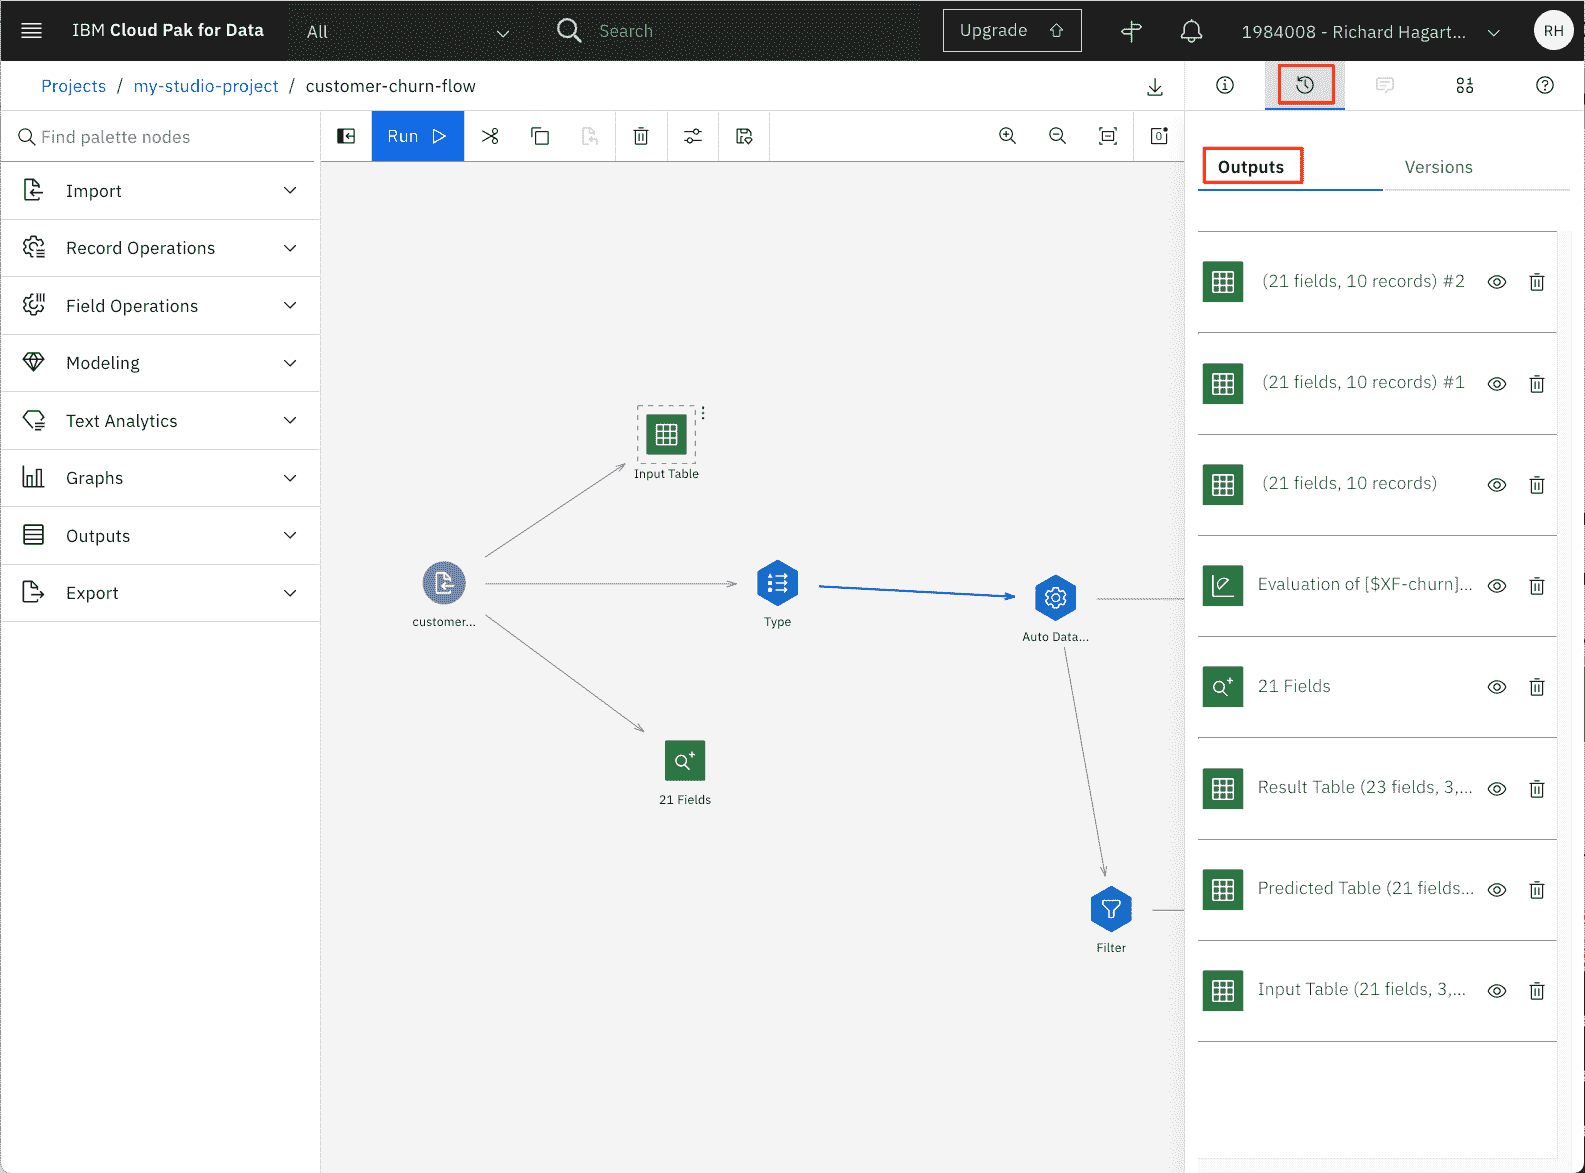 IBM Cloud Pak for Data
All
Search
Upgrade
1984008 - Richard Hagart...
RH
Projects / my-studio-project / customer-churn-flow
Find palette nodes
Run
Import
Record Operations
Field Operations
Modeling
Text Analytics
Graphs
Outputs
Export
Input Table
customer...
Type
Auto Data...
21 Fields
Filter
Outputs
Versions
(21 fields, 10 records) #2
(21 fields, 10 records) #1
(21 fields, 10 records)
Evaluation of [$XF-churn]...
21 Fields
Result Table (23 fields, 3,...
Predicted Table (21 fields...
Input Table (21 fields, 3,...